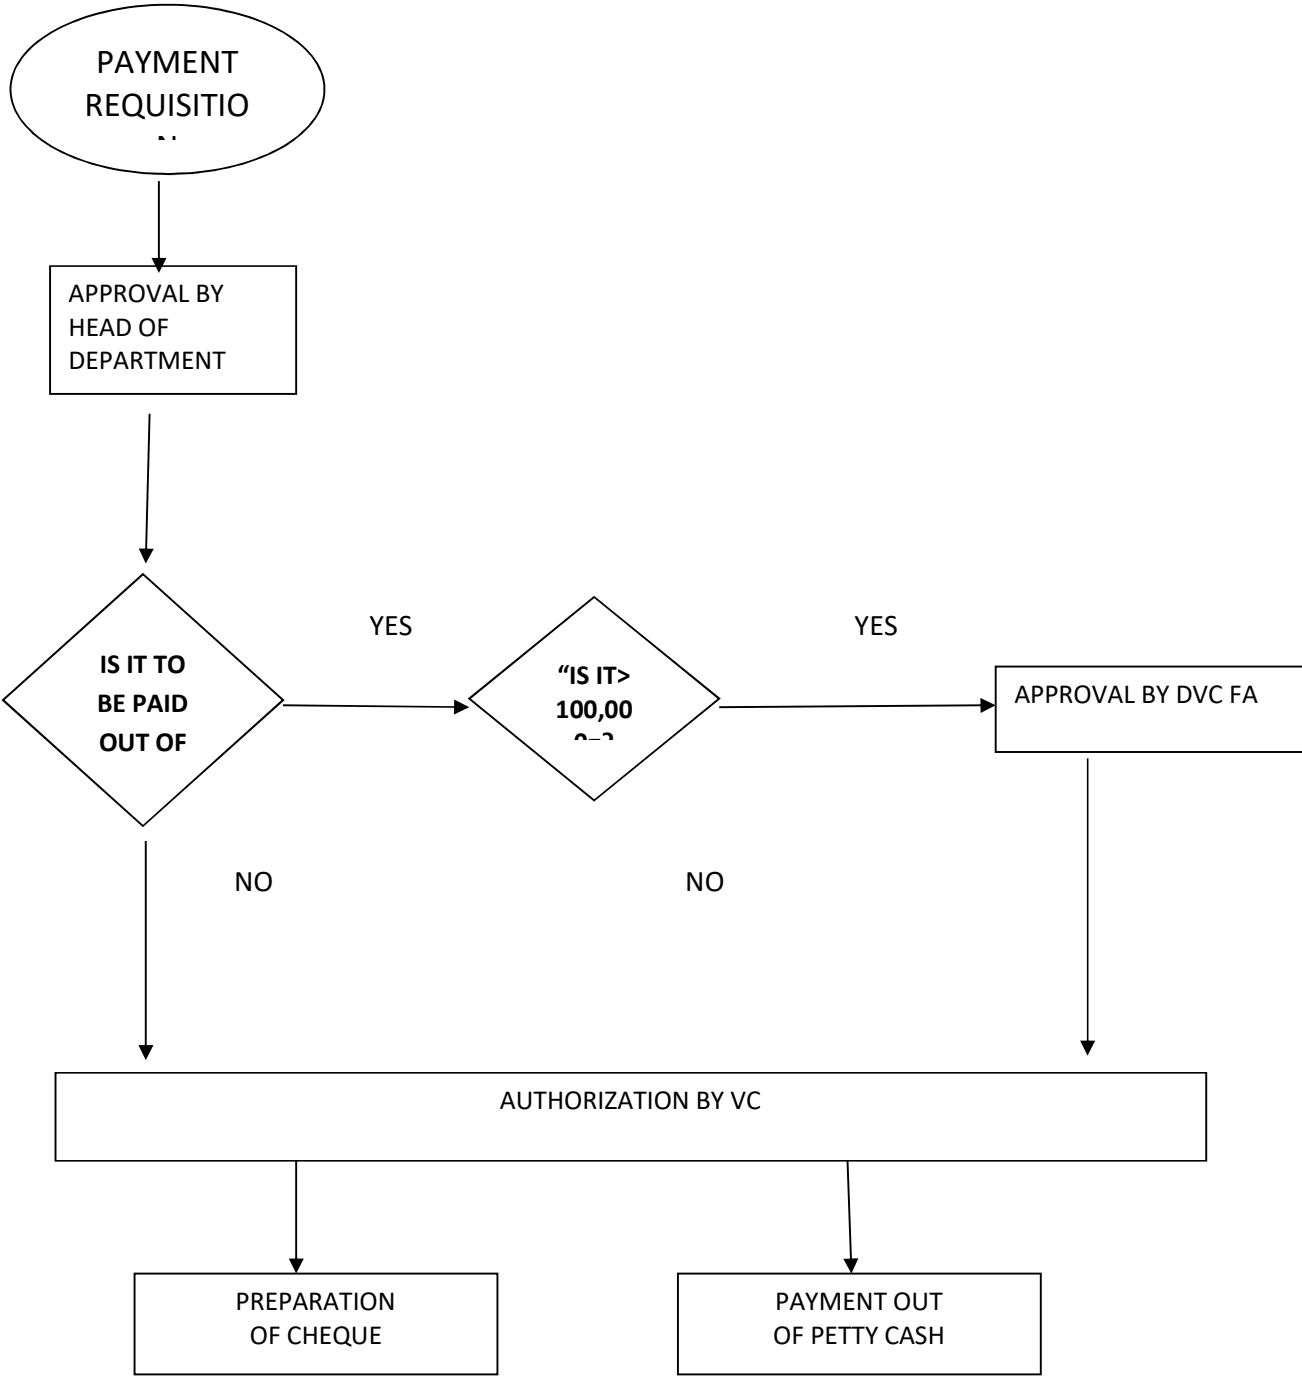 PAYMENT
REQUISITIO
APPROVAL BY
HEAD OF
DEPARTMENT
YES
YES
IS IT TO
BE PAID
OUT OF
“IS IT>
100,00
APPROVAL BY DVC FA
NO
NO
AUTHORIZATION BY VC
PREPARATION
OF CHEQUE
PAYMENT OUT
OF PETTY CASH